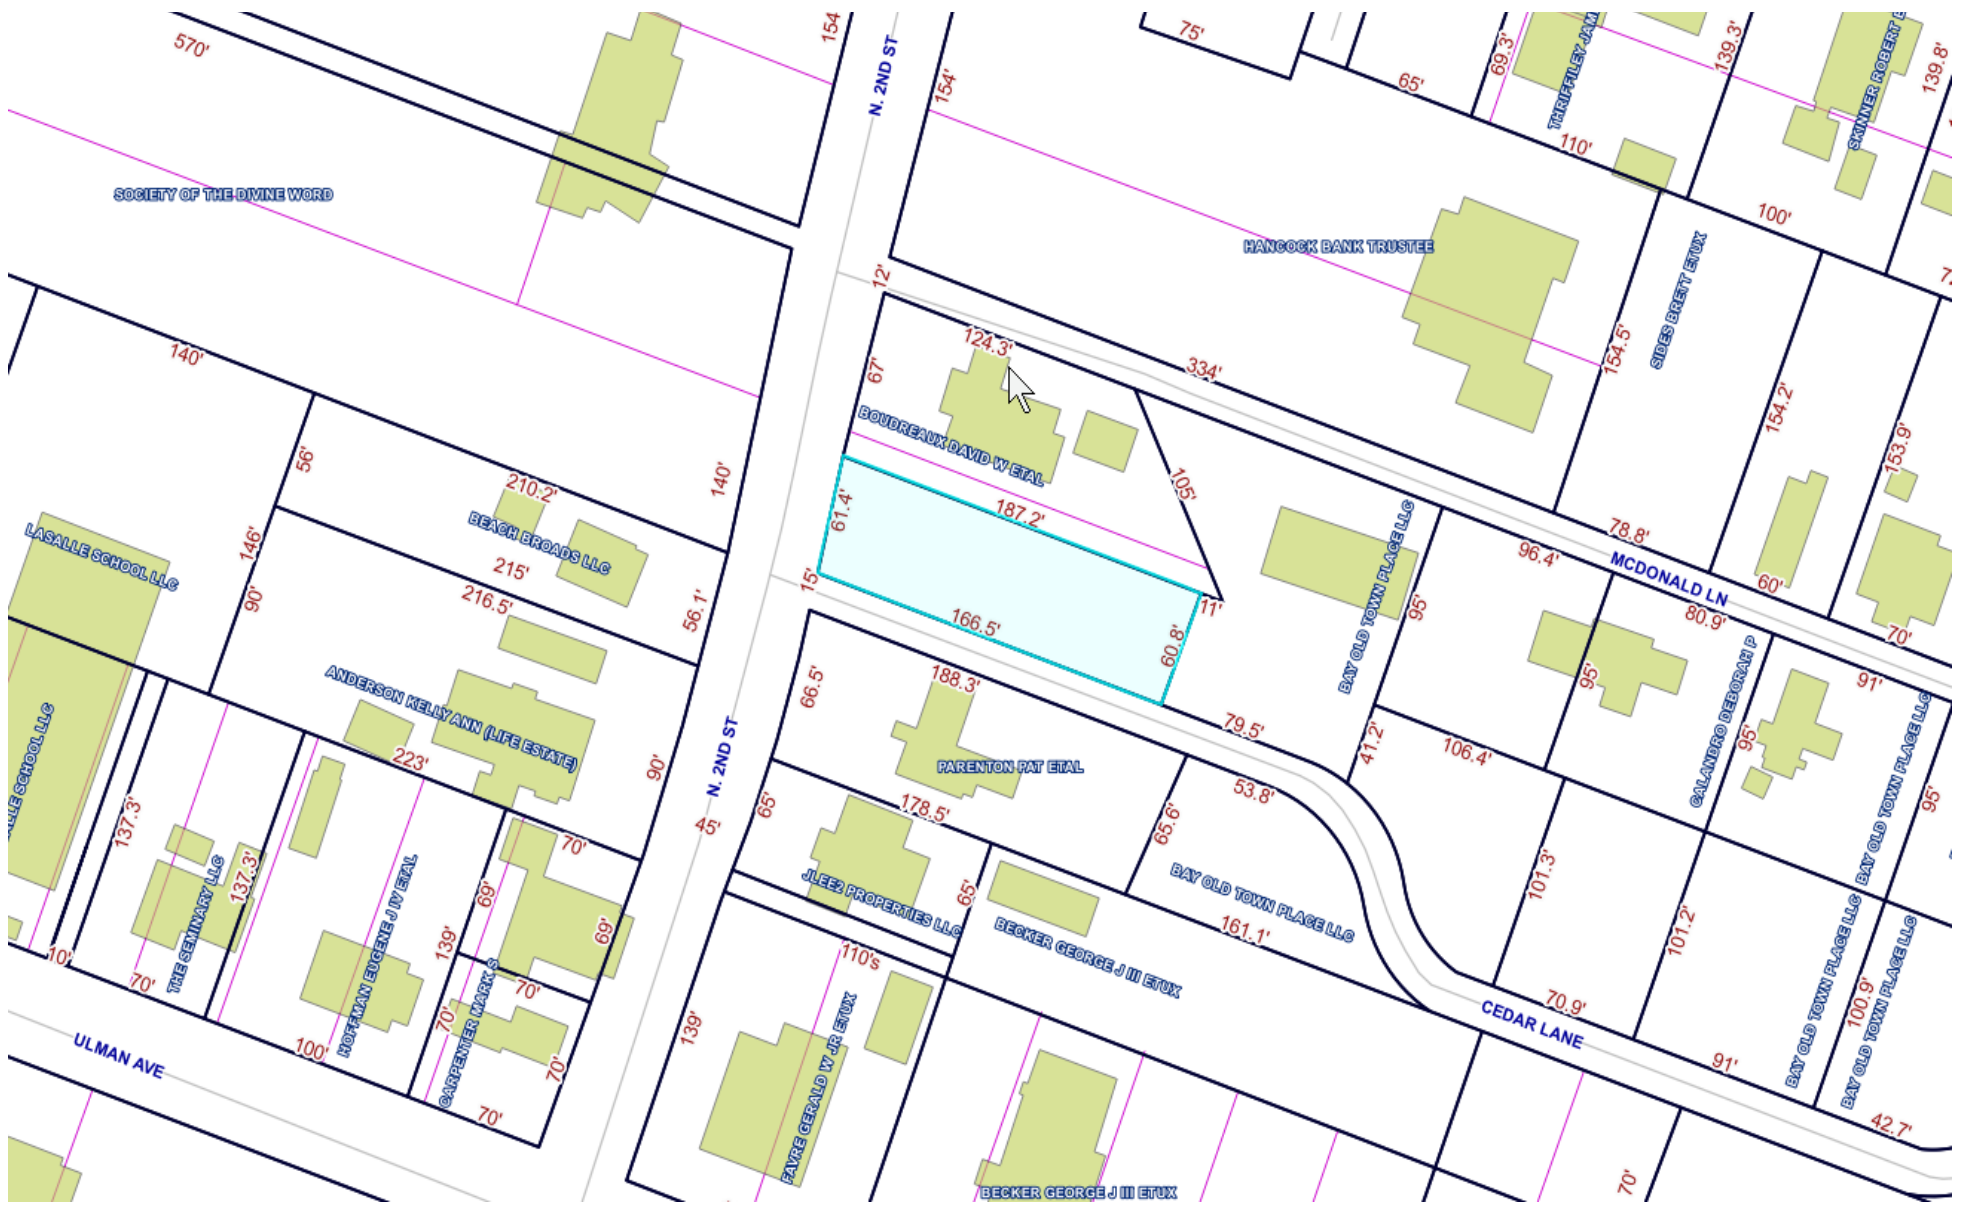 570'
154
N. 2ND ST
154'
75'
65'
69.3'
THRIFFILEY JAM
139.3'
SKINNER ROBERT
139.8'
110'
100'
SOCIETY OF THE DIVINE WORD
HANCOCK BANK TRUSTEE
SIDES BRETT ETUX
12'
140'
124.3'
67'
334'
154.5'
154.2'
153.9'
BOUDREAUX DAVID W ETAL
56'
210.2'
140'
105'
61.4'
187.2'
BEACH BROADS LLC
LASALLE SCHOOL LLC
146'
215'
216.5'
90'
56.1'
15'
166.5'
11'
60.8'
BAY OLD TOWN PLACE LLC
95'
96.4'
78.8'
MCDONALD LN
60'
80.9'
70'
95'
91'
CALANDRO DEBORAH P
95'
BAY OLD TOWN PLACE LLC
95'
ANDERSON KELLY ANN (LIFE ESTATE)
66.5'
188.3'
79.5'
41.2'
106.4'
223'
90'
N. 2ND ST
PARENTON PAT ETAL
53.8'
45'
65'
178.5'
65.6'
LLE SCHOOL LLC
137.3'
THE SEMINARY LLC
137.3'
HOFFMAN EUGENE J IV ETAL
70'
69'
69'
139'
CARPENTER MARK S
70'
70'
70'
70'
JLEE2 PROPERTIES LLC
65'
BECKER GEORGE J III ETUX
BAY OLD TOWN PLACE LLC
161.1'
101.3'
101.2'
BAY OLD TOWN PLACE LLC
100.9'
BAY OLD TOWN PLACE LLC
10'
70'
100'
ULMAN AVE
110's
139'
FAVRE GERALD W JR ETUX
70.9'
CEDAR LANE
91'
42.7'
70'
BECKER GEORGE J III ETUX